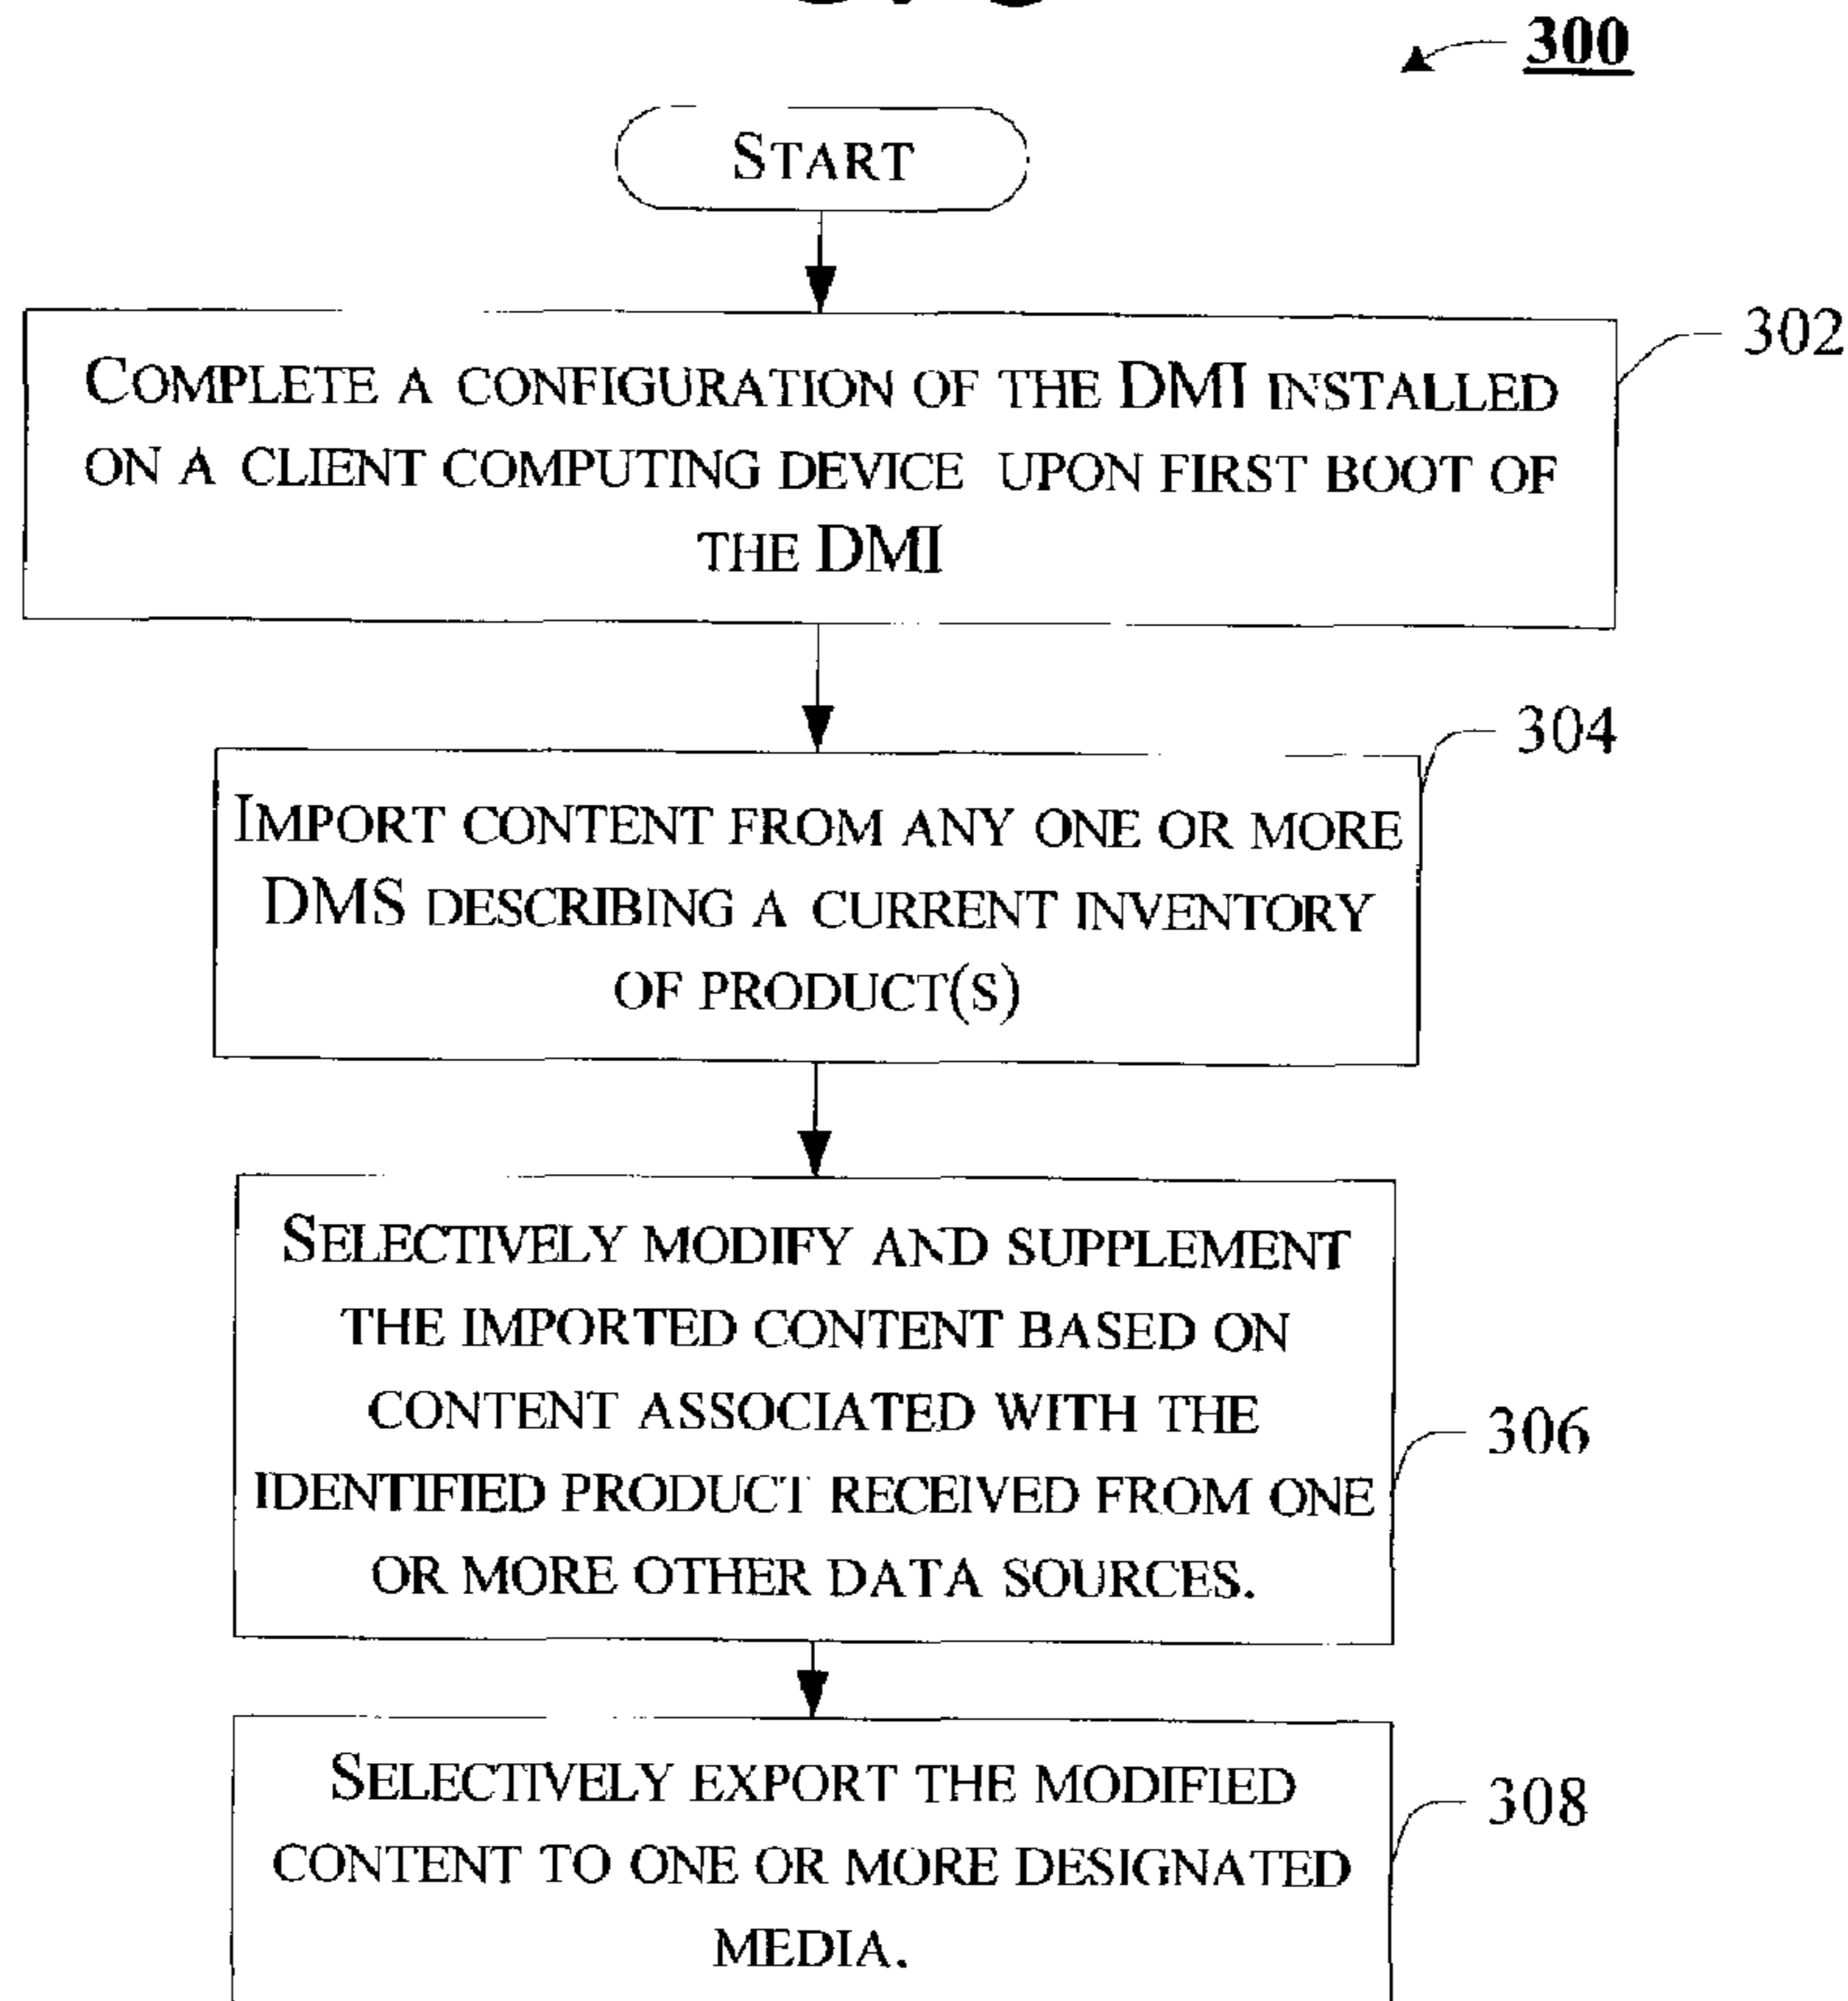 300
START
302
COMPLETE A CONFIGURATION OF THE DMI INSTALLED
ON A CLIENT COMPUTING DEVICE UPON FIRST BOOT OF
THE DMI
304
IMPORT CONTENT FROM ANY ONE OR MORE
DMS DESCRIBING A CURRENT INVENTORY
OF PRODUCT(S)
SELECTIVELY MODIFY AND SUPPLEMENT
THE IMPORTED CONTENT BASED ON
CONTENT ASSOCIATED WITH THE
306
IDENTIFIED PRODUCT RECEIVED FROM ONE
OR MORE OTHER DATA SOURCES.
SELECTIVELY EXPORT THE MODIFIED
308
CONTENT TO ONE OR MORE DESIGNATED
MEDIA.